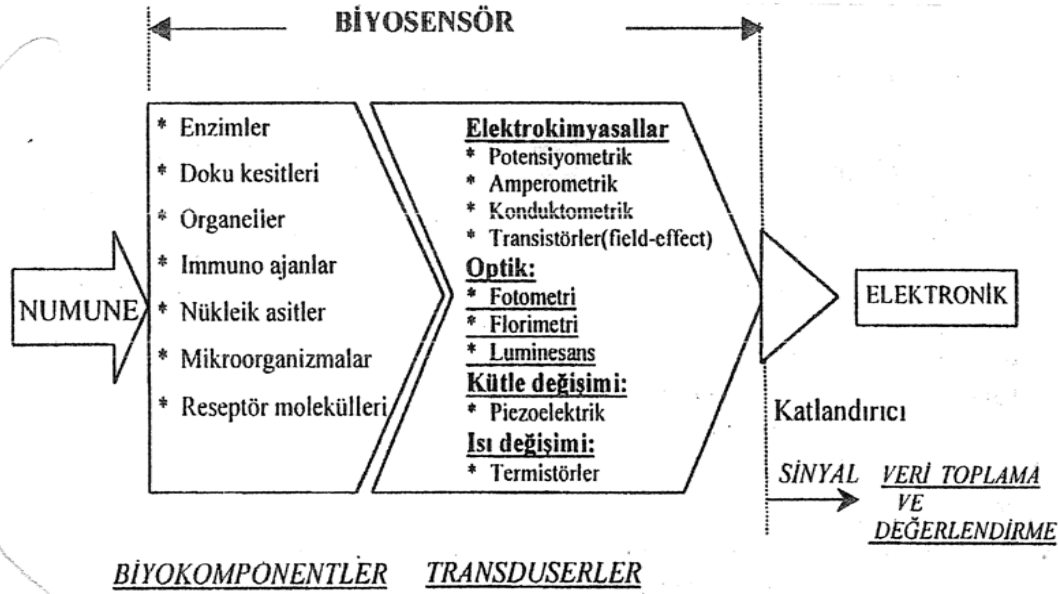 BİYOSENSÖR
NUMUNE
* Enzimler
* Doku kesitleri
* Organeller
* Immuno ajanlar
* Nükleik asitler
* Mikroorganizmalar
* Reseptör molekülleri
Elektrokimyasallar
* Potensiyometrik
* Amperometrik
* Konduktometrik
* Transistörler(field-effect)
Optik:
* Fotometri
* Florimetri
* Luminesans
Kütle değişimi:
* Piezoelektrik
Isı değişimi:
* Termistörler
ELEKTRONİK
Katlandırıcı
SİNYAL
VERİ TOPLAMA
VE
DEĞERLENDİRME
BİYOKOMPONENTLER
TRANSDUSERLER